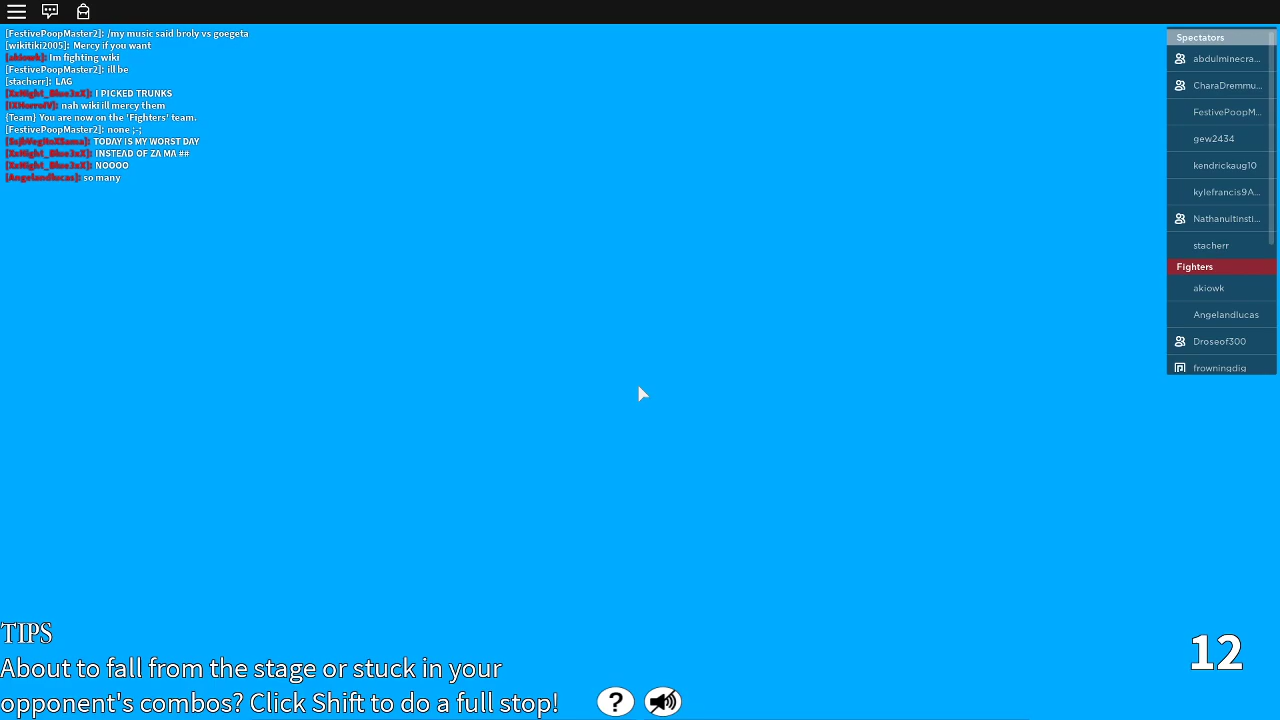 [FestivePoopMaster2]: /my music said broly vs goegeta
[wikitiki2005]: Mercy if you want
[akiowk]: Im fighting wiki
[FestivePoopMaster2]: ill be
[stacherr]: LAG
I PICKED TRUNKS
nah wiki ill mercy them
{Team} You are now on the 'Fighters' team.
[FestivePoopMaster2]: none ;-;
TODAY IS MY WORST DAY
INSTEAD OF ZA MA ##
NOOOO
[Angelandlucas]: so many
Spectators
abdulminecra...
CharaDremmu...
FestivePoopM...
gew2434
kendrickaug10
kylefrancis9A...
Nathanultinsti...
stacherr
Fighters
akiowk
Angelandlucas
Droseof300
frowningdig
TIPS
About to fall from the stage or stuck in your
opponent's combos? Click Shift to do a full stop!
?
12